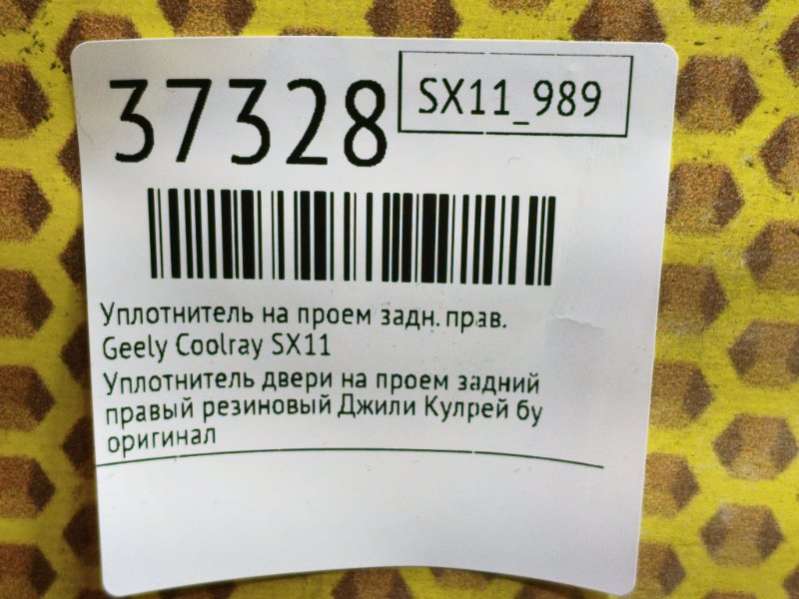 37328
SX11_989
Уплотнитель на проем задн. прав.
Geely Coolray SX11
Уплотнитель двери на проем задний
правый резиновый Джили Кулрей бу
оригинал